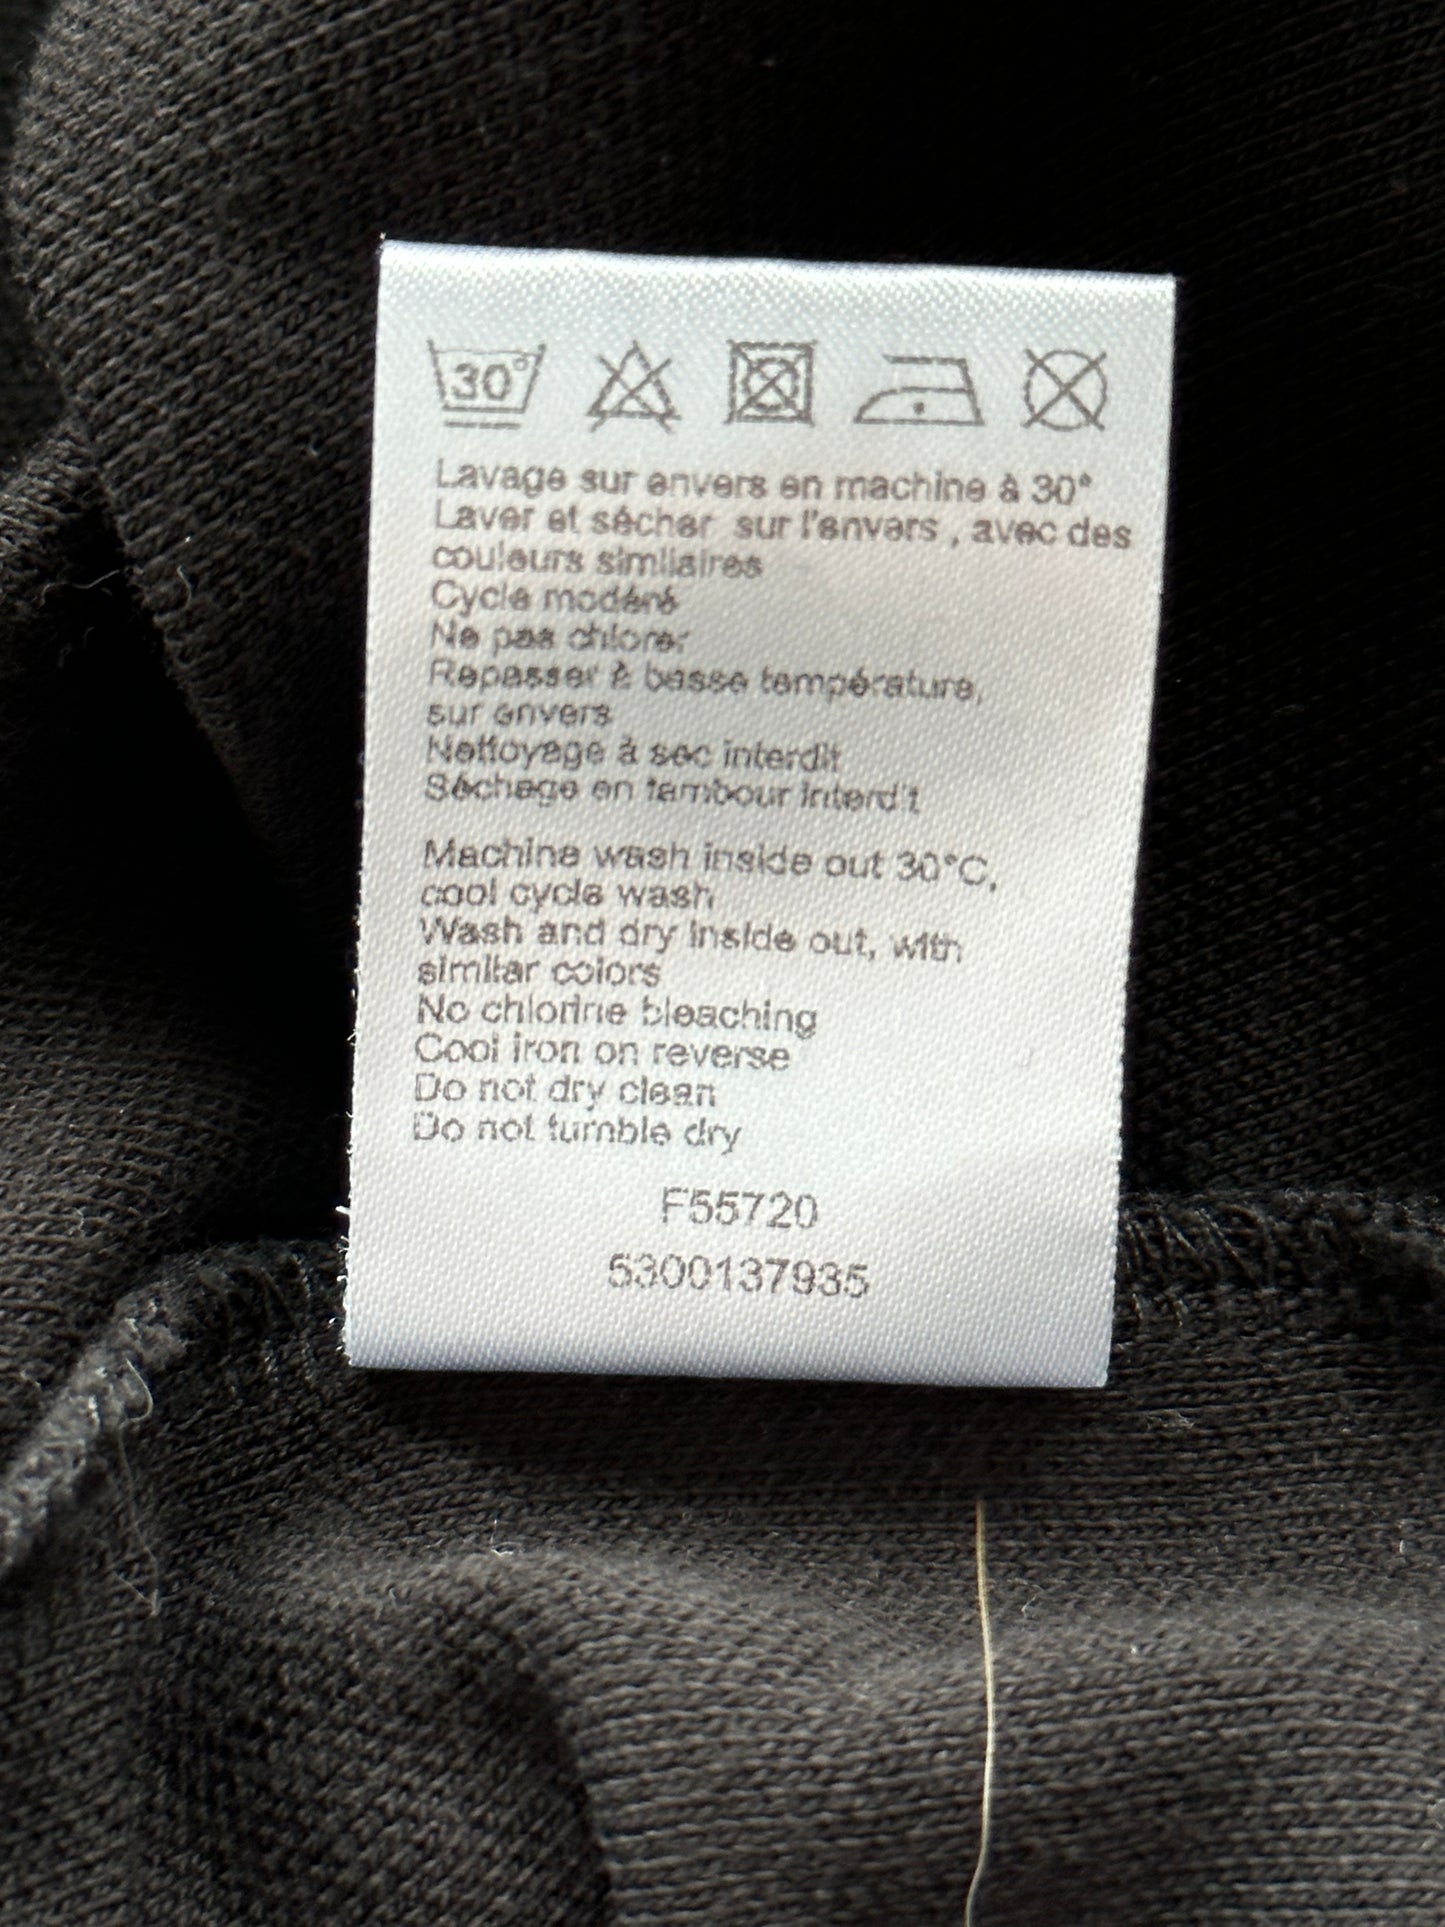 30°
Lavage sur envers en machine à 30°
Laver et sécher sur l'envers , avec des
couleurs similaires
Cycle modéré
Ne pas chlorer
Repasser à basse température,
sur envers
Nettoyage à sec interdit
Séchage en tambour interdit
Machine wash inside out 30°C,
cool cycle wash
Wash and dry inside out, with
similar colors
No chlorine bleaching
Cool iron on reverse
Do not dry clean
Do not tumble dry
F55720
5300137935